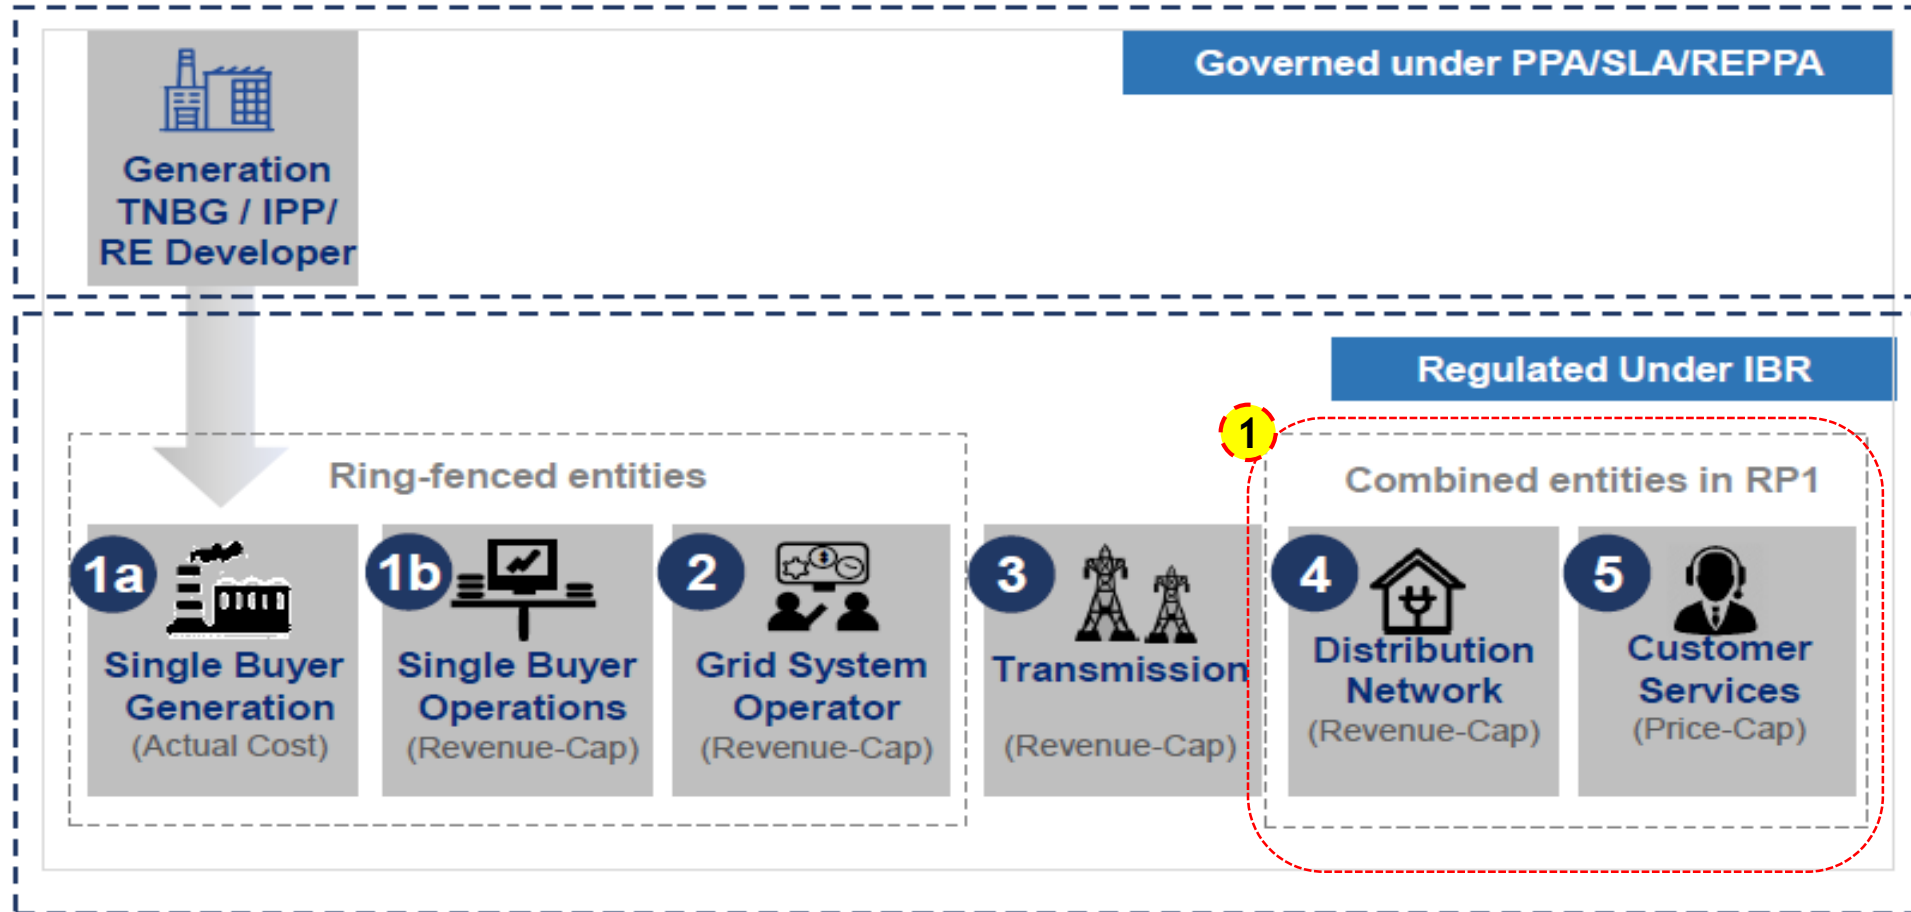 Governed under PPA/SLA/REPPA
Generation
TNBG / IPP/
RE Developer
Regulated Under IBR
1
Ring-fenced entities
Combined entities in RP1
1a
Single Buyer
Generation
(Actual Cost)
1b
Single Buyer
Operations
(Revenue-Cap)
2
Grid System
Operator
(Revenue-Cap)
3
Transmission
(Revenue-Cap)
4
Distribution
Network
(Revenue-Cap)
5
Customer
Services
(Price-Cap)